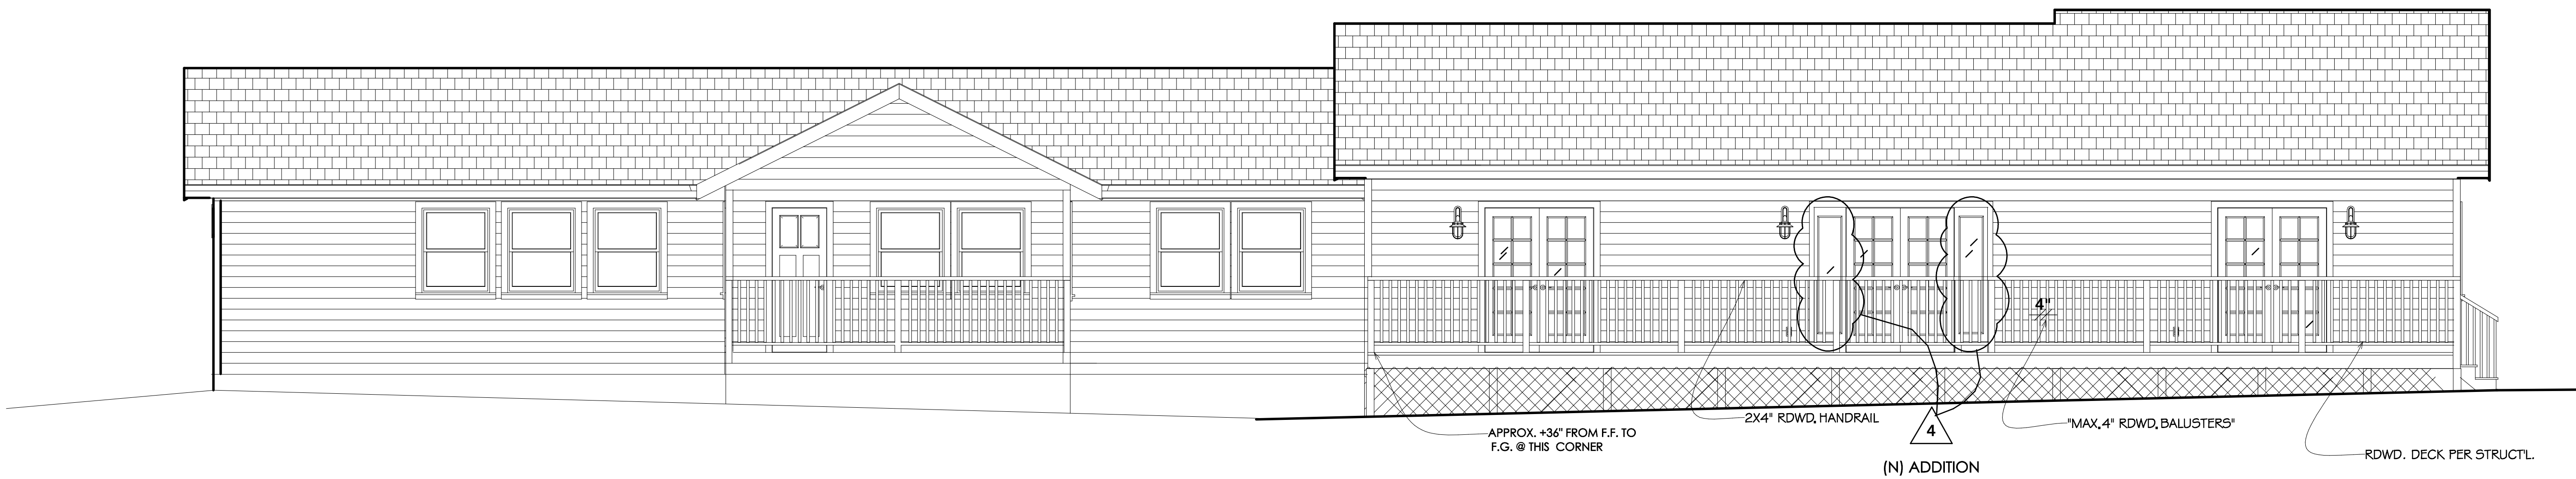 4"
APPROX. +36" FROM F.F. TO
F.G. @ THIS CORNER
2X4" RDWD. HANDRAIL
4
"MAX. 4" RDWD. BALUSTERS"
RDWD. DECK PER STRUCT'L.
(N) ADDITION